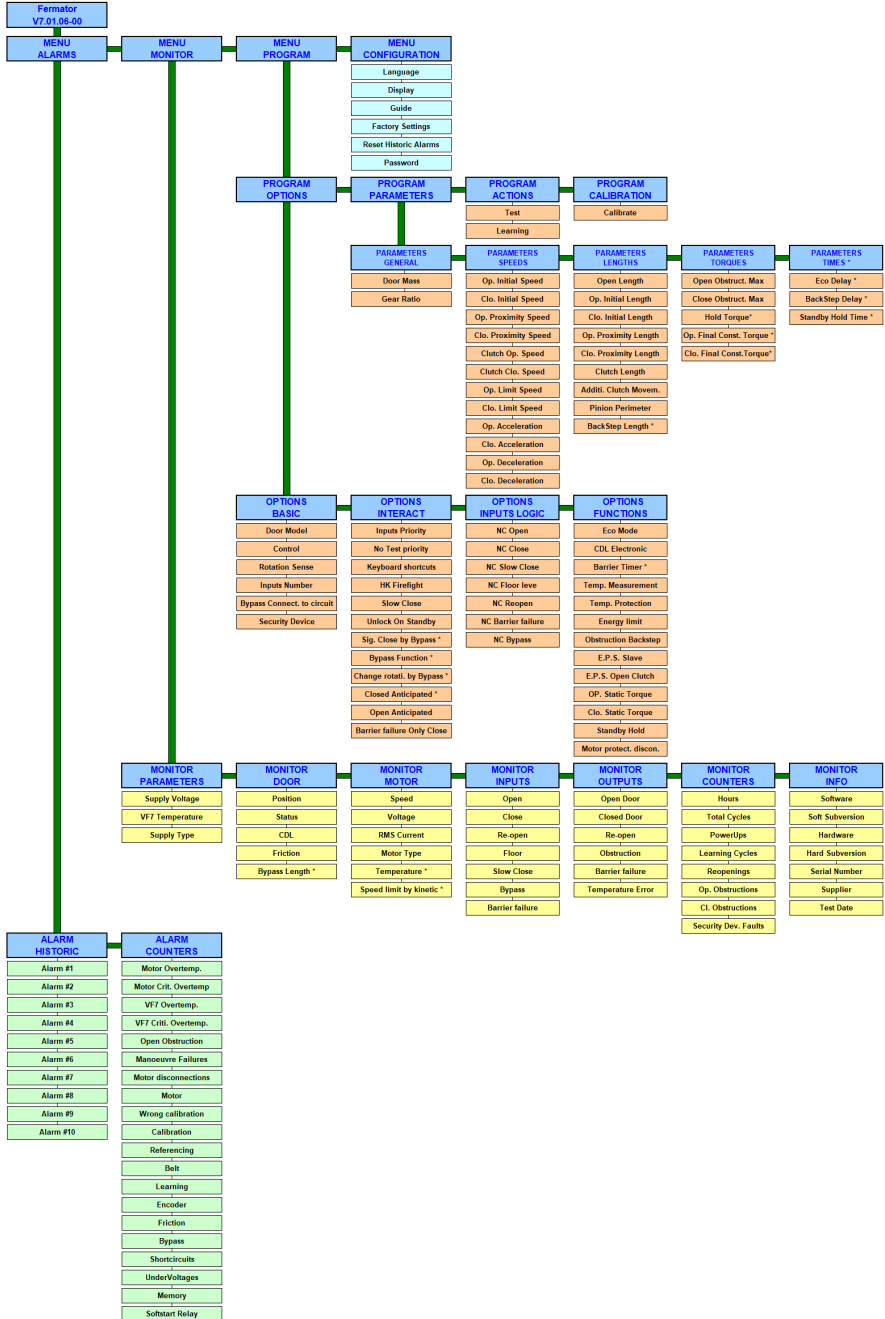 Fermator
V7.01.06-00
MENU
ALARMS
MENU
MONITOR
MENU
PROGRAM
MENU
CONFIGURATION
Language
Display
Guide
Factory Settings
Reset Historic Alarms
Password
PROGRAM
OPTIONS
PROGRAM
PARAMETERS
PROGRAM
ACTIONS
PROGRAM
CALIBRATION
Test
Learning
Calibrate
PARAMETERS
GENERAL
PARAMETERS
SPEEDS
PARAMETERS
LENGTHS
PARAMETERS
TORQUES
PARAMETERS
TIMES *
Door Mass
Gear Ratio
Op. Initial Speed
Clo. Initial Speed
Op. Proximity Speed
Clo. Proximity Speed
Clutch Op. Speed
Clutch Clo. Speed
Op. Limit Speed
Clo. Limit Speed
Op. Acceleration
Clo. Acceleration
Op. Deceleration
Clo. Deceleration
Open Length
Op. Initial Length
Clo. Initial Length
Op. Proximity Length
Clo. Proximity Length
Clutch Length
Additi. Clutch Movem.
Pinion Perimeter
BackStep Length *
Open Obstruct. Max
Close Obstruct. Max
Hold Torque*
Op. Final Const. Torque *
Clo. Final Const.Torque*
Eco Delay *
BackStep Delay *
Standby Hold Time *
OPTIONS
BASIC
OPTIONS
INTERACT
OPTIONS
INPUTS LOGIC
OPTIONS
FUNCTIONS
Door Model
Control
Rotation Sense
Inputs Number
Bypass Connect. to circuit
Security Device
Inputs Priority
No Test priority
Keyboard shortcuts
HK Firefight
Slow Close
Unlock On Standby
Sig. Close by Bypass *
Bypass Function *
Change rotati. by Bypass *
Closed Anticipated *
Open Anticipated
Barrier failure Only Close
NC Open
NC Close
NC Slow Close
NC Floor leve
NC Reopen
NC Barrier failure
NC Bypass
Eco Mode
CDL Electronic
Barrier Timer *
Temp. Measurement
Temp. Protection
Energy limit
Obstruction Backstep
E.P.S. Slave
E.P.S. Open Clutch
OP. Static Torque
Clo. Static Torque
Standby Hold
Motor protect. discon.
MONITOR
PARAMETERS
MONITOR
DOOR
MONITOR
MOTOR
MONITOR
INPUTS
MONITOR
OUTPUTS
MONITOR
COUNTERS
MONITOR
INFO
Supply Voltage
VF7 Temperature
Supply Type
Position
Status
CDL
Friction
Bypass Length *
Speed
Voltage
RMS Current
Motor Type
Temperature *
Speed limit by kinetic *
Open
Close
Re-open
Floor
Slow Close
Bypass
Barrier failure
Open Door
Closed Door
Re-open
Obstruction
Barrier failure
Temperature Error
Hours
Total Cycles
PowerUps
Learning Cycles
Reopenings
Op. Obstructions
Cl. Obstructions
Security Dev. Faults
Software
Soft Subversion
Hardware
Hard Subversion
Serial Number
Supplier
Test Date
ALARM
HISTORIC
ALARM
COUNTERS
Alarm #1
Alarm #2
Alarm #3
Alarm #4
Alarm #5
Alarm #6
Alarm #7
Alarm #8
Alarm #9
Alarm #10
Motor Overtemp.
Motor Crit. Overtemp
VF7 Overtemp.
VF7 Criti. Overtemp.
Open Obstruction
Manoeuvre Failures
Motor disconnections
Motor
Wrong calibration
Calibration
Referencing
Belt
Learning
Encoder
Friction
Bypass
Shortcircuits
UnderVoltages
Memory
Softstart Relay